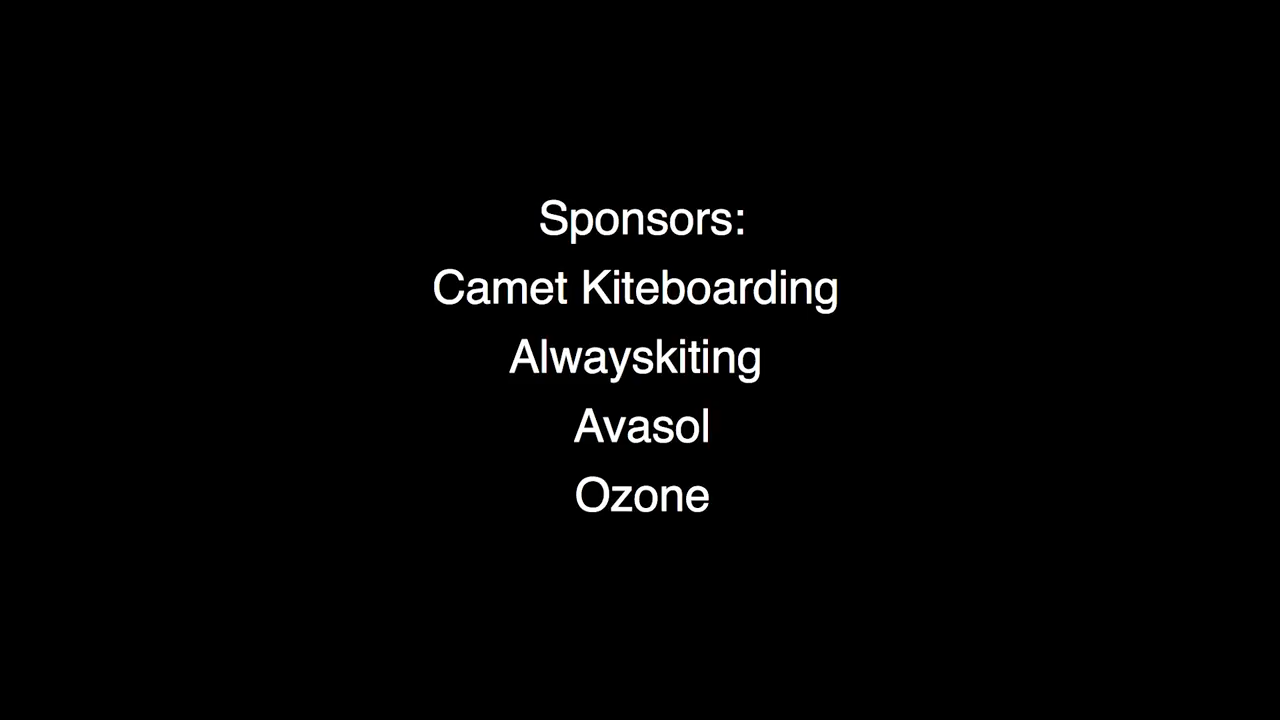 Sponsors:
Camet Kiteboarding
Alwayskiting
Avasol
Ozone